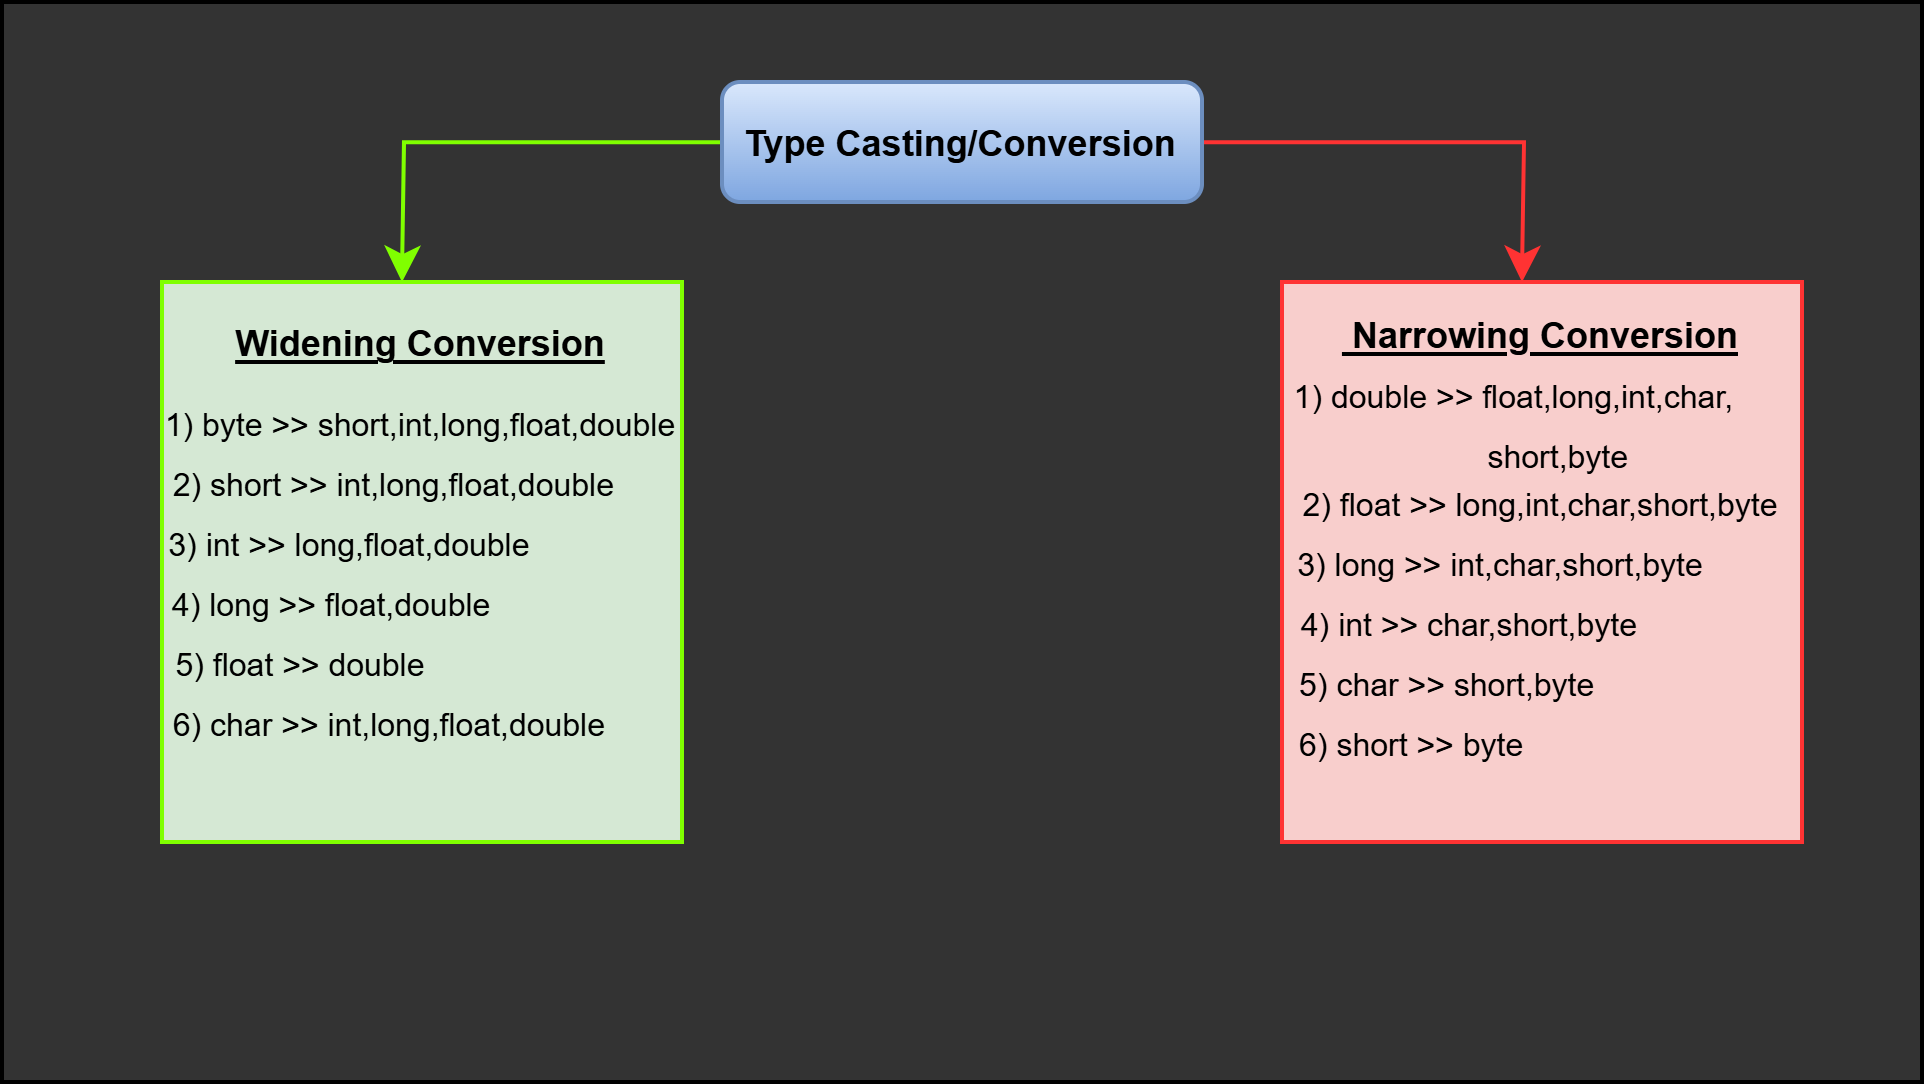 Type Casting/Conversion
Widening Conversion
1) byte >> short,int,long,float,double
2) short >> int,long,float,double
3) int >> long,float,double
4) long >> float,double
5) float >> double
6) char >> int,long,float,double
Narrowing Conversion
1) double >> float,long,int,char,
short,byte
2) float >> long,int,char,short,byte
3) long >> int,char,short,byte
4) int >> char,short,byte
5) char >> short,byte
6) short >> byte